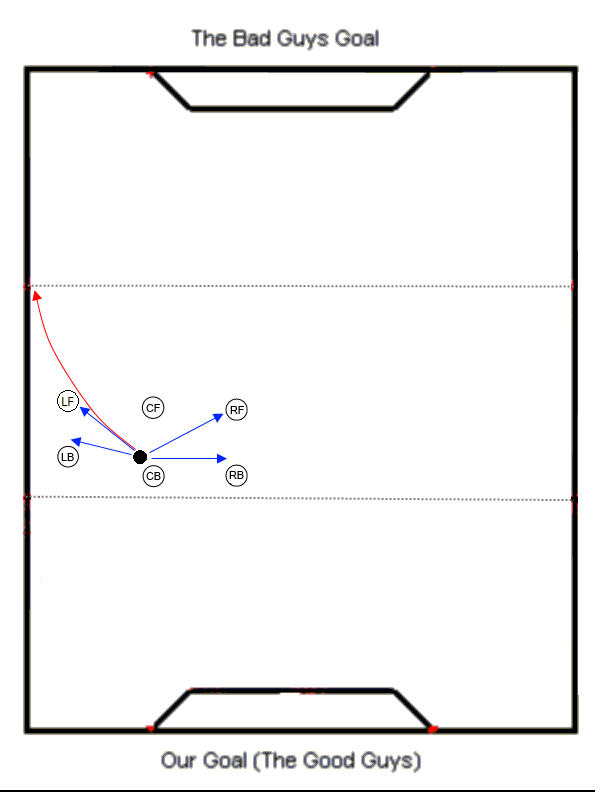 The Bad Guys Goal
LF
CF
RF
LB
CB
RB
Our Goal (The Good Guys)